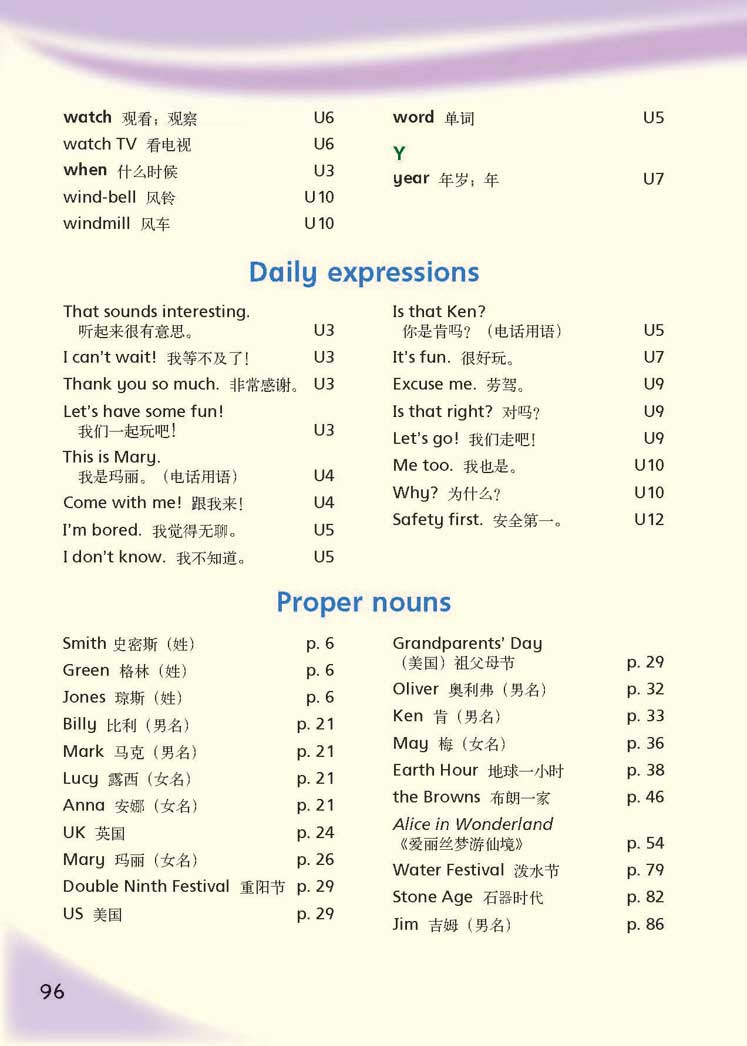 watch 观看；观察 U6
watch TV 看电视 U6
when 什么时候 U3
wind-bell 风铃 U10
windmill 风车 U10
word 单词 U5
Y
year 年岁；年 U7
Daily expressions
That sounds interesting.
听起来很有意思。 U3
I can't wait! 我等不及了！ U3
Thank you so much. 非常感谢。 U3
Let's have some fun!
我们一起玩吧！ U3
This is Mary.
我是玛丽。（电话用语） U4
Come with me! 跟我来！ U4
I'm bored. 我觉得无聊。 U5
I don't know. 我不知道。 U5
Is that Ken?
你是肯吗？（电话用语） U5
It's fun. 很好玩。 U7
Excuse me. 劳驾。 U9
Is that right? 对吗？ U9
Let's go! 我们走吧！ U9
Me too. 我也是。 U10
Why? 为什么？ U10
Safety first. 安全第一。 U12
Proper nouns
Smith 史密斯（姓） p. 6
Green 格林（姓） p. 6
Jones 琼斯（姓） p. 6
Billy 比利（男名） p. 21
Mark 马克（男名） p. 21
Lucy 露西（女名） p. 21
Anna 安娜（女名） p. 21
UK 英国 p. 24
Mary 玛丽（女名） p. 26
Double Ninth Festival 重阳节 p. 29
US 美国 p. 29
Grandparents' Day
（美国）祖父母节 p. 29
Oliver 奥利弗（男名） p. 32
Ken 肯（男名） p. 33
May 梅（女名） p. 36
Earth Hour 地球一小时 p. 38
the Browns 布朗一家 p. 46
Alice in Wonderland
《爱丽丝梦游仙境》 p. 54
Water Festival 泼水节 p. 79
Stone Age 石器时代 p. 82
Jim 吉姆（男名） p. 86
96